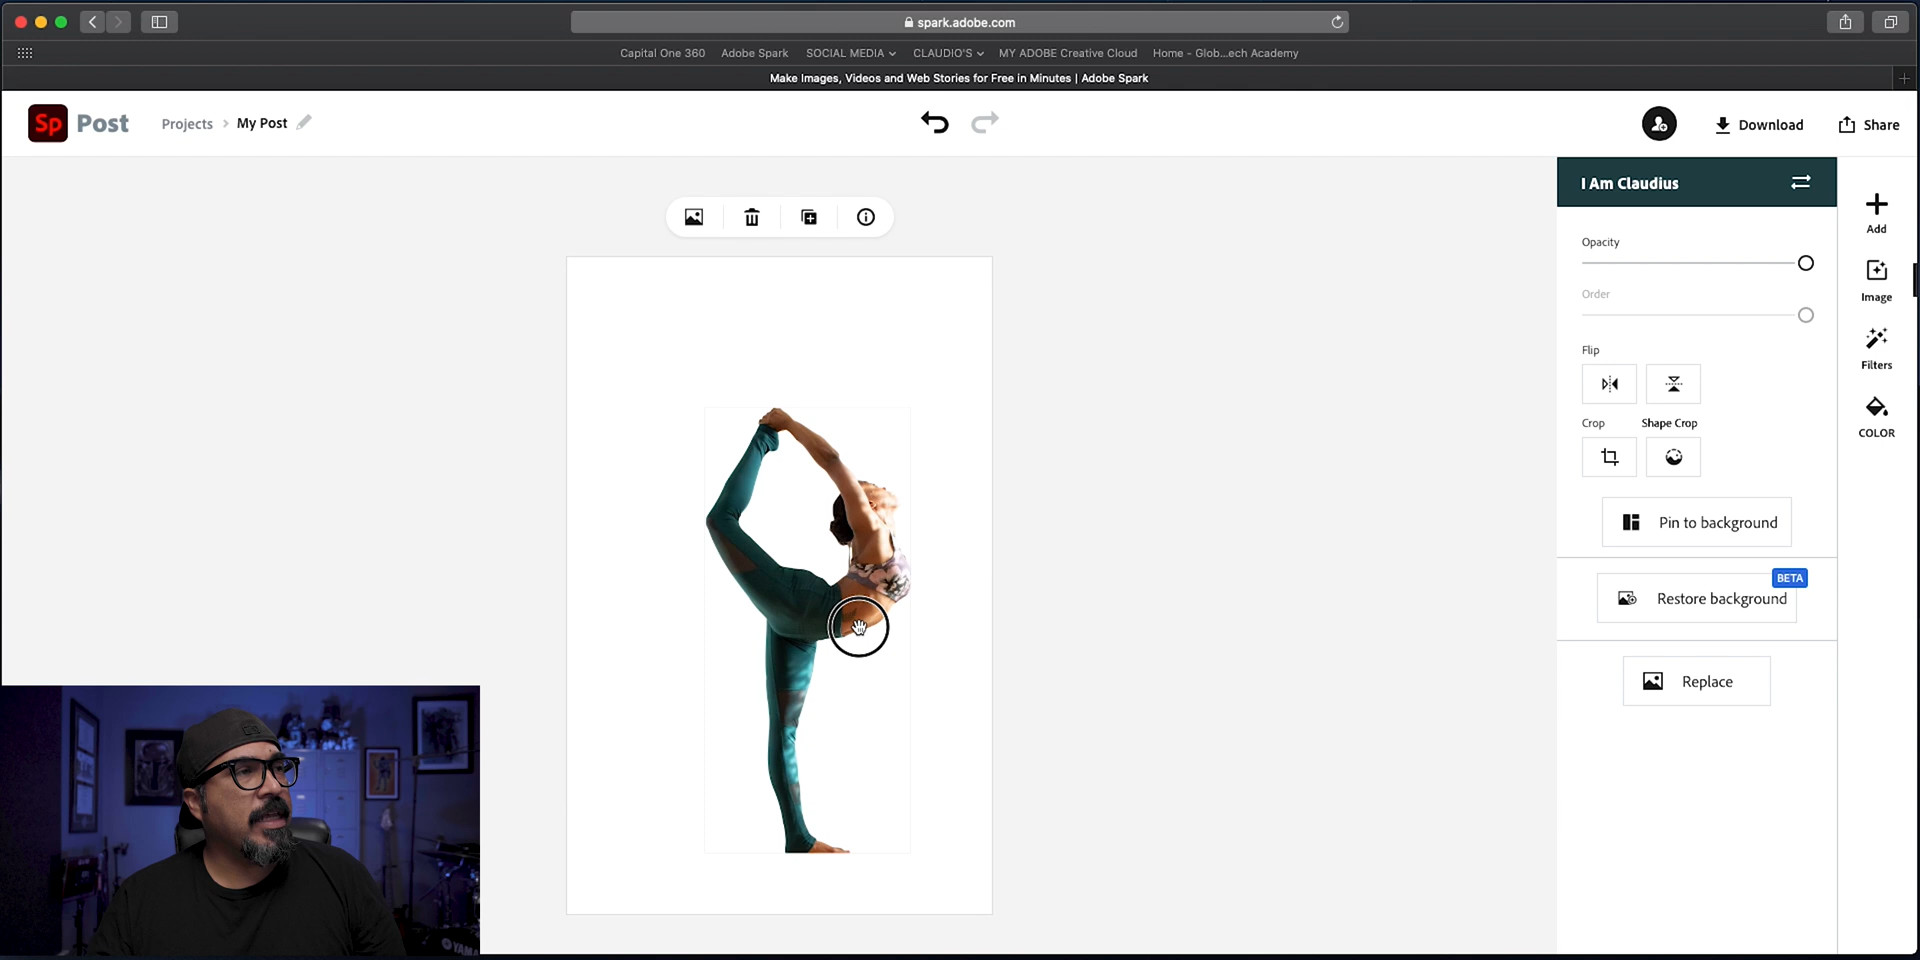 spark.adobe.com
Capital One 360 Adobe Spark SOCIAL MEDIA CLAUDIO'S MY ADOBE Creative Cloud Home - Glob...ech Academy
Make Images, Videos and Web Stories for Free in Minutes | Adobe Spark
Sp Post Projects > My Post Download Share
I Am Claudius
Add
Opacity
Image
Order
Flip
Filters
Crop Shape Crop
COLOR
Pin to background
BETA
Restore background
Replace
YAMA